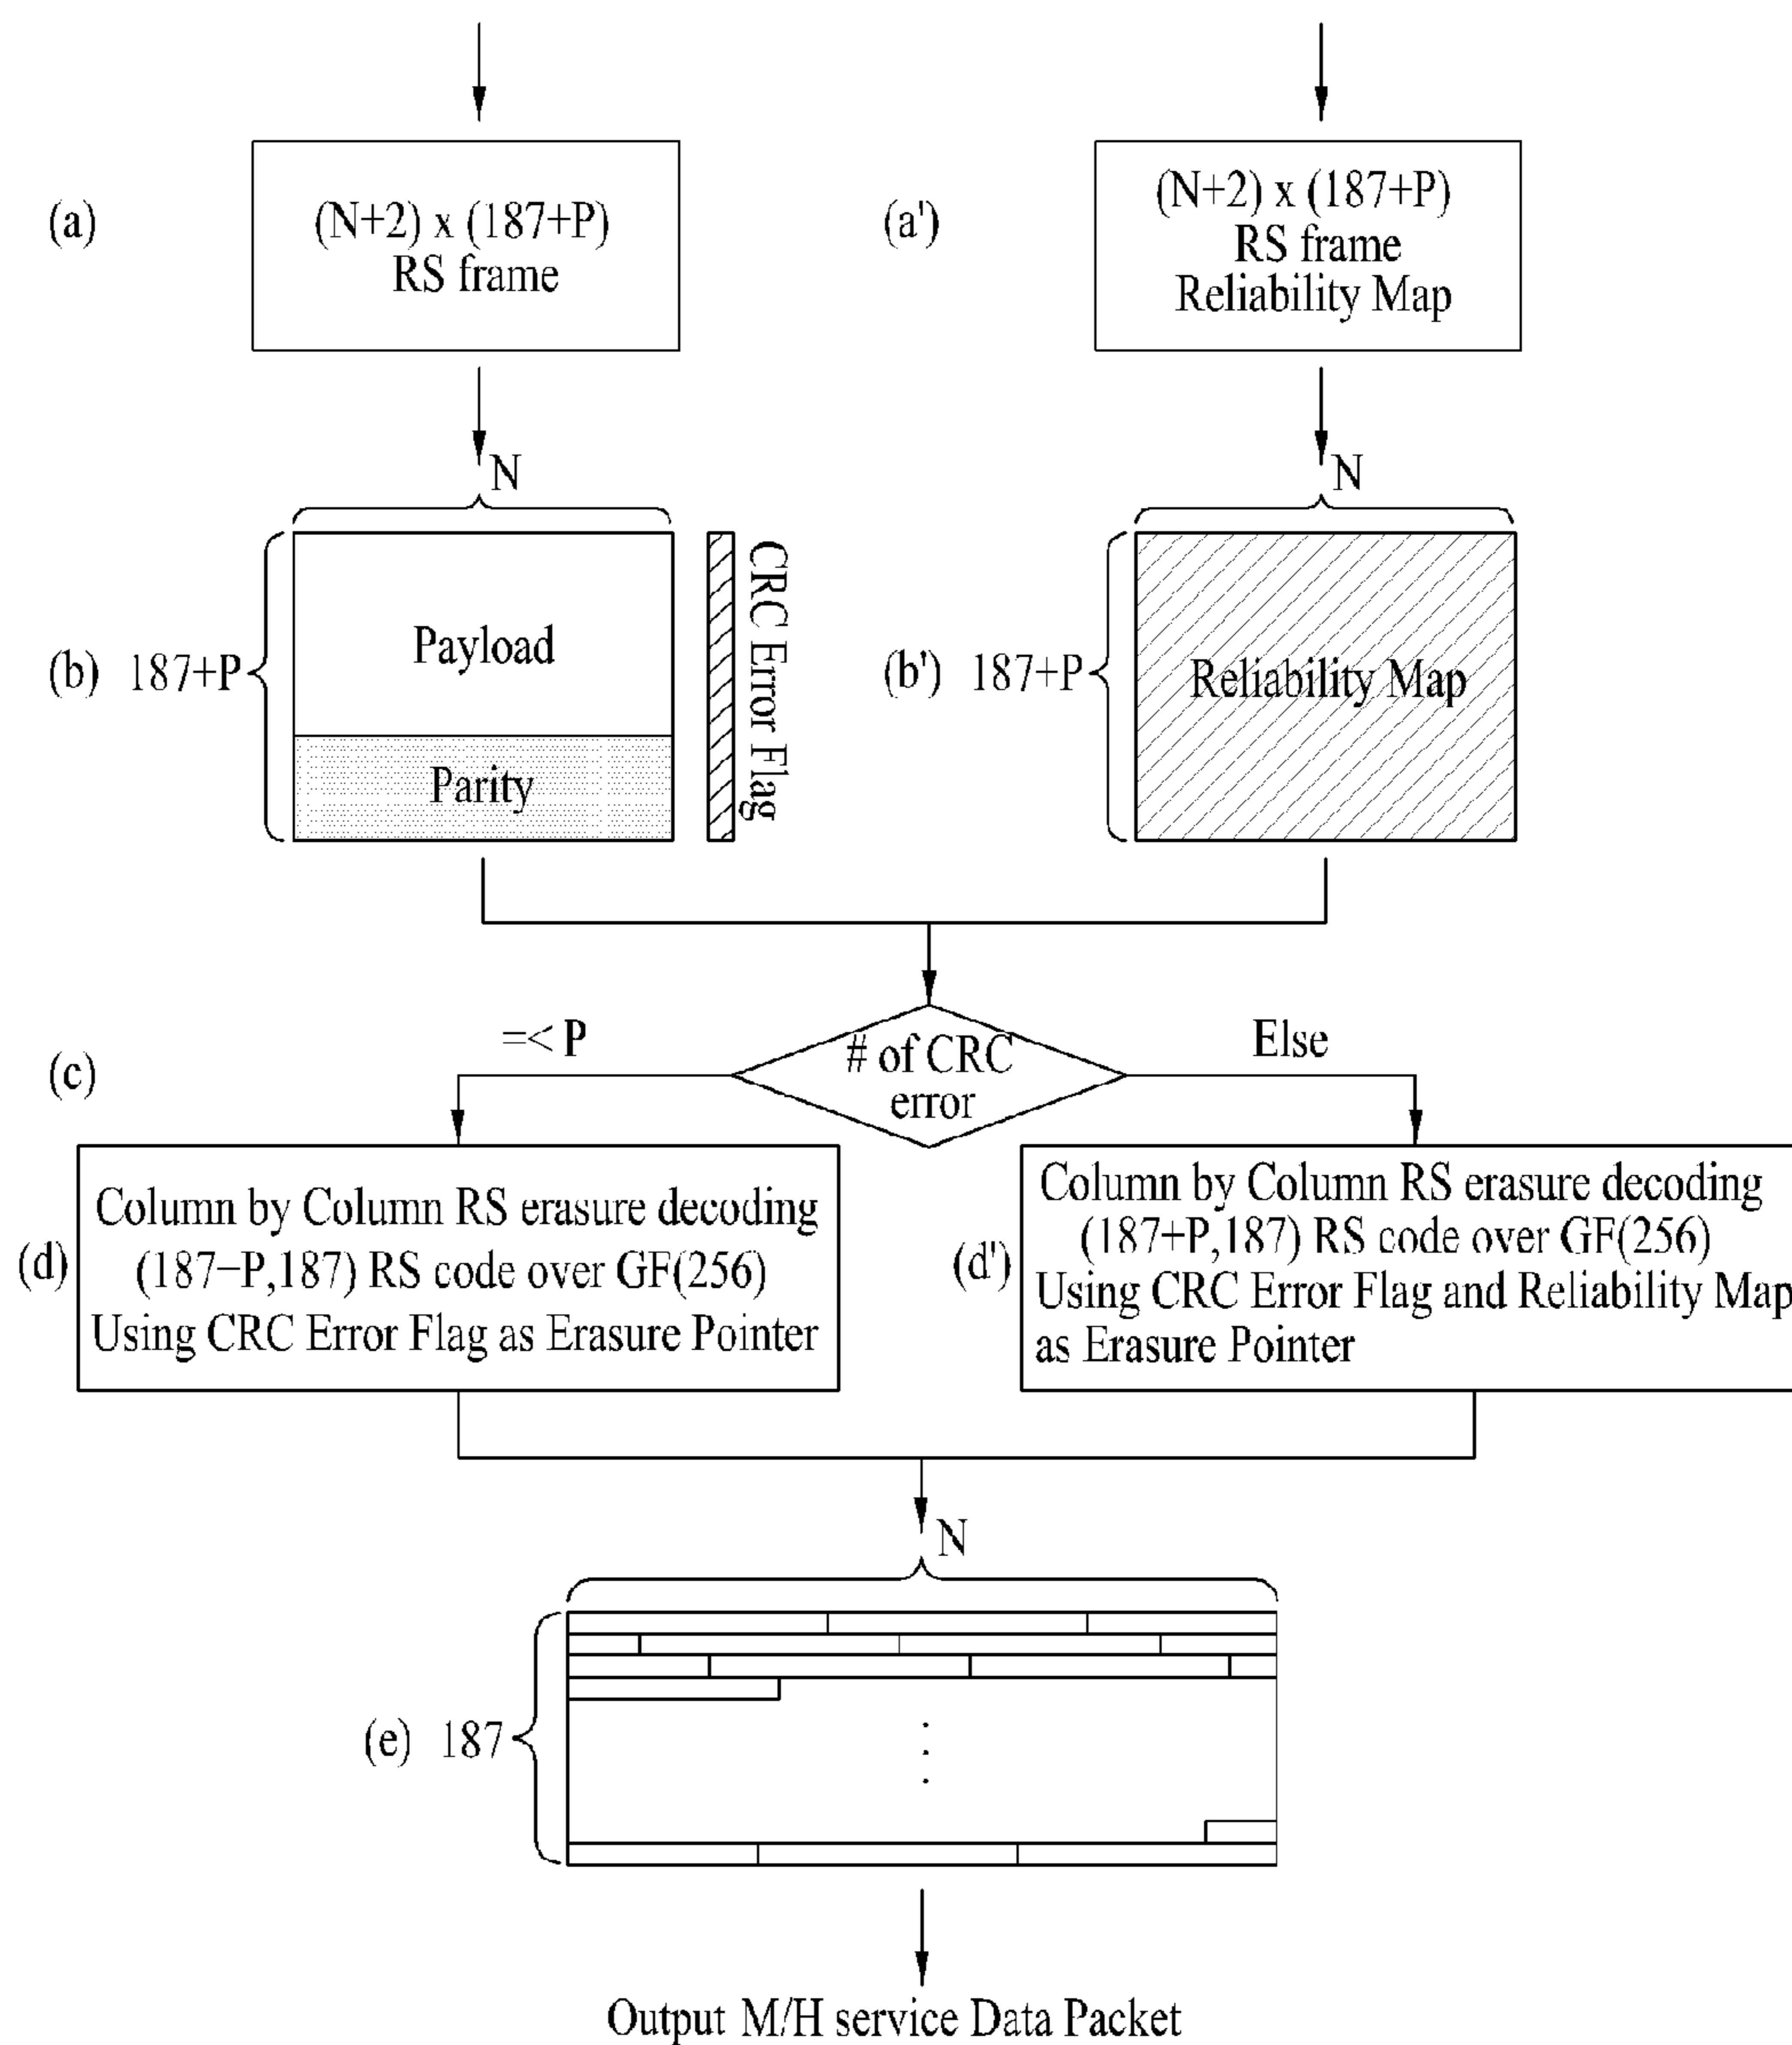 (a)
(N+2) x (187+P)
RS frame
(a')
(N+2) x (187+P)
RS frame
Reliability Map
N
N
(b)
187+P
Payload
Parity
CRC Error Flag
(b')
187+P
Reliability Map
(c)
=< P
# of CRC
error
Else
(d)
Column by Column RS erasure decoding
(187−P,187) RS code over GF(256)
Using CRC Error Flag as Erasure Pointer
(d')
Column by Column RS erasure decoding
(187+P,187) RS code over GF(256)
Using CRC Error Flag and Reliability Map
as Erasure Pointer
N
(e)
187
Output M/H service Data Packet